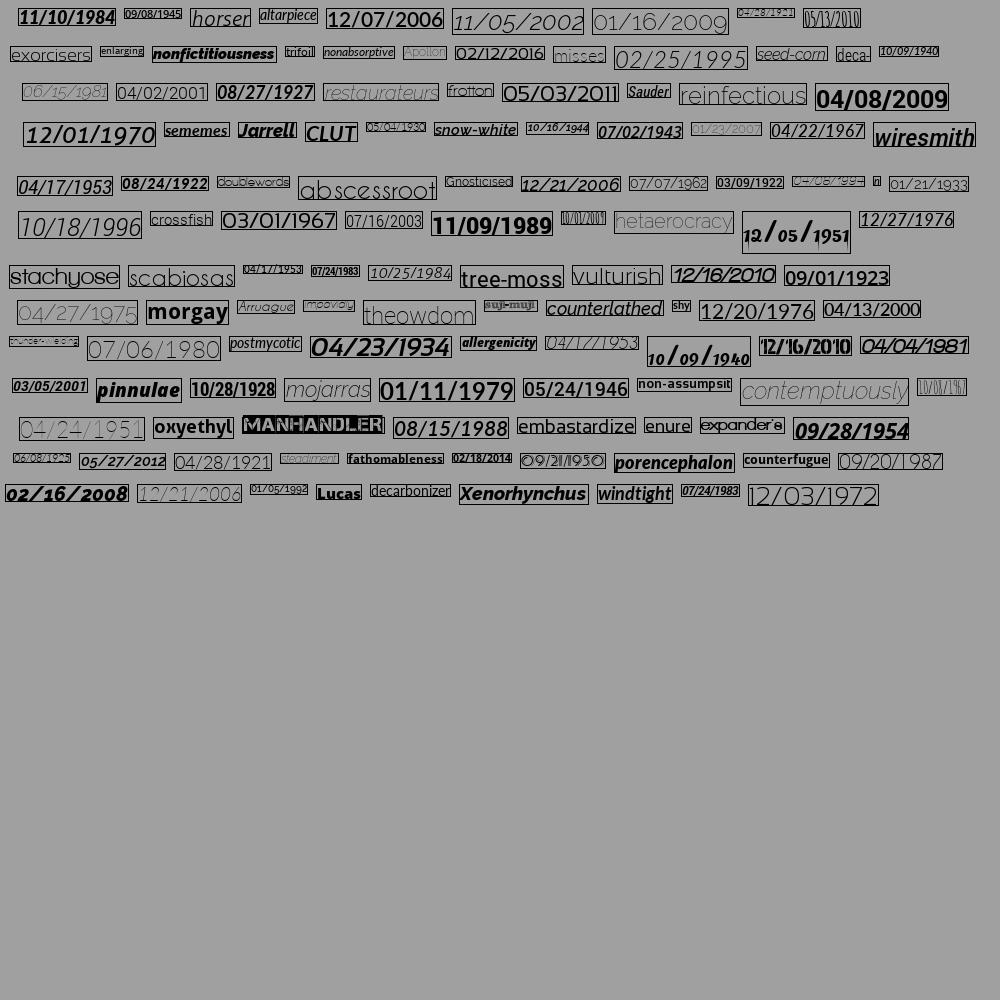 11/10/1984 09/08/1945 horser altarpiece 12/07/2006 11/05/2002 01/16/2009 04/28/1921 05/13/2010
exorcisers enlarging nonfictitiousness trifoil nonabsorptive Apollon 02/12/2016 misses 02/25/1995 seed-corn deca- 10/09/1940
06/15/1981 04/02/2001 08/27/1927 restaurateurs frotton 05/03/2011 Sauder reinfectious 04/08/2009
12/01/1970 sememes Jarrell CLUT 05/04/1930 snow-white 10/16/1944 07/02/1943 01/23/2007 04/22/1967 wiresmith
04/17/1953 08/24/1922 doublewords abscessroot Gnosticised 12/21/2006 07/07/1962 03/09/1922 04/08/1994 n 01/21/1933
10/18/1996 crossfish 03/01/1967 07/16/2003 11/09/1989 10/01/2009 hetaerocracy 12/05/1951 12/27/1976
stachyose scabiosas 04/17/1953 07/24/1983 10/25/1984 tree-moss vulturish 12/16/2010 09/01/1923
04/27/1975 morgay Arruague impavidly theowdom suji-muji counterlathed shy 12/20/1976 04/13/2000
thunder-wielding 07/06/1980 postmycotic 04/23/1934 allergenicity 04/17/1953 10/09/1940 12/16/2010 04/04/1981
03/05/2001 pinnulae 10/28/1928 mojarras 01/11/1979 05/24/1946 non-assumpsit contemptuously 10/08/1961
04/24/1951 oxyethyl MANHANDLER 08/15/1988 embastardize enure expander's 09/28/1954
06/08/1925 05/27/2012 04/28/1921 steadiment fathomableness 02/18/2014 09/21/1950 porencephalon counterfugue 09/20/1987
02/16/2008 12/21/2006 01/05/1992 Lucas decarbonizer Xenorhynchus windtight 07/24/1983 12/03/1972